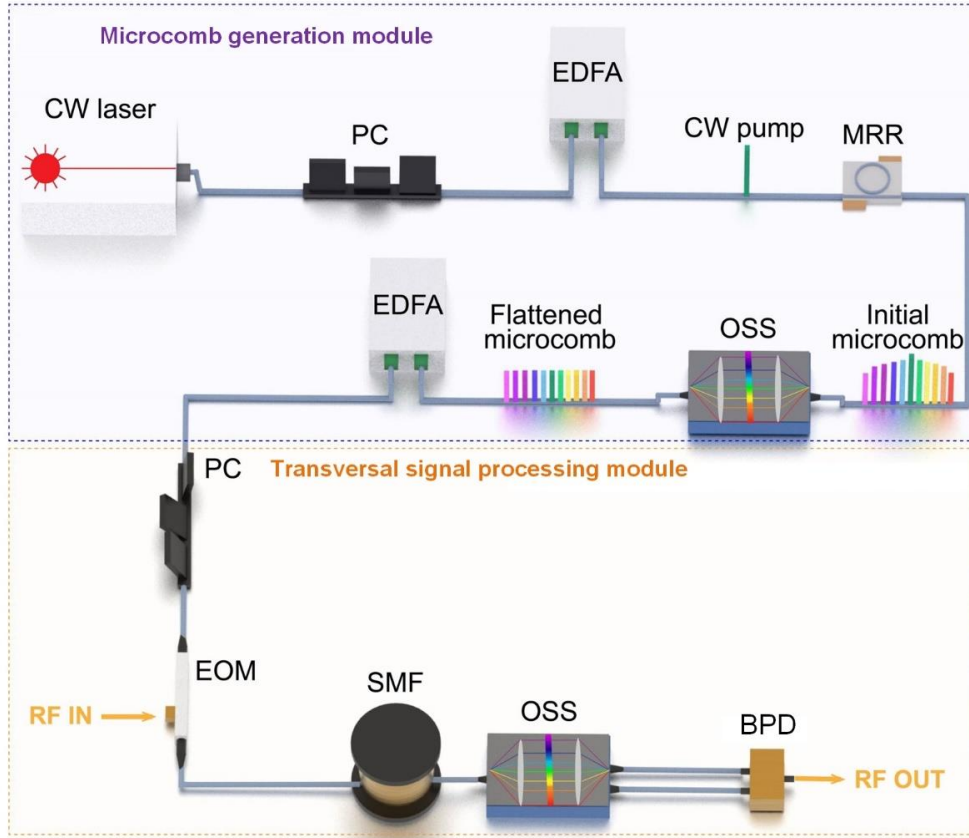 Microcomb generation module
EDFA
CW laser
PC
CW pump
MRR
EDFA
Flattened
microcomb
OSS
Initial
microcomb
PC
Transversal signal processing module
EOM
RF IN
SMF
OSS
BPD
RF OUT